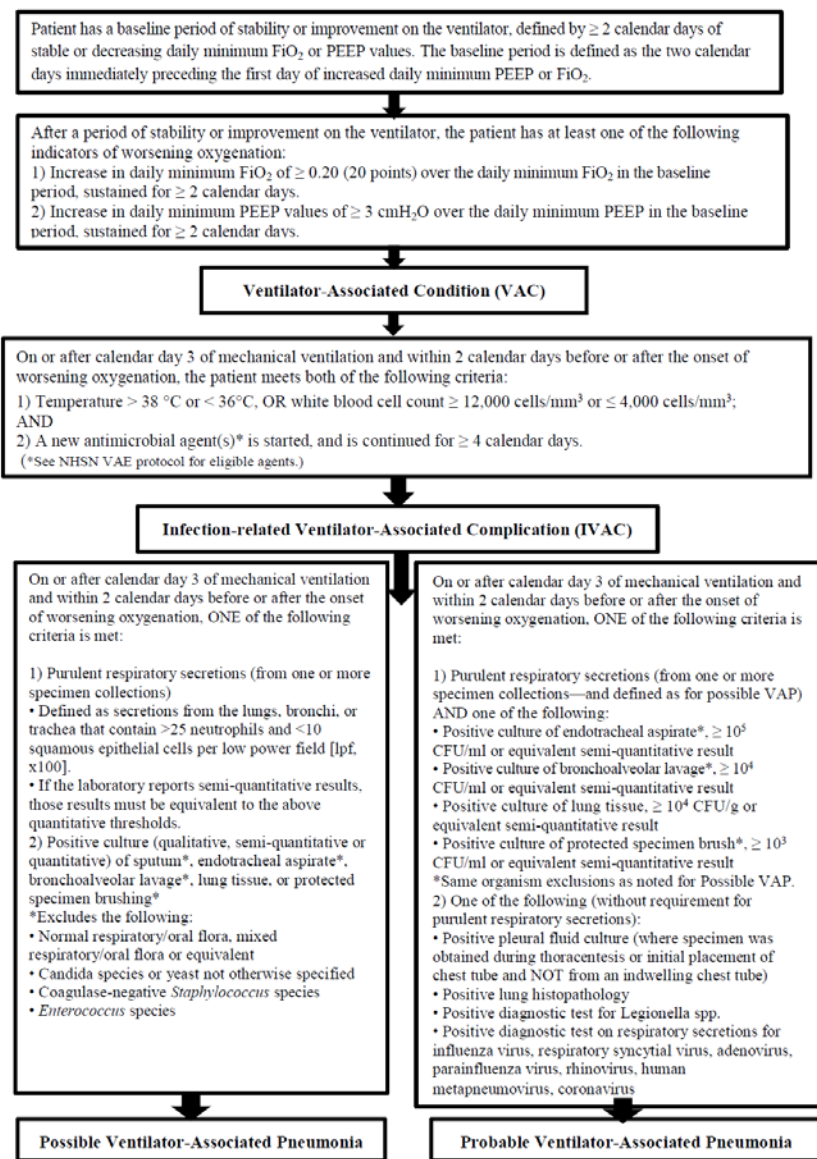 Patient has a baseline period of stability or improvement on the ventilator, defined by ≥ 2 calendar days of
stable or decreasing daily minimum FiO₂ or PEEP values. The baseline period is defined as the two calendar
days immediately preceding the first day of increased daily minimum PEEP or FiO₂.
After a period of stability or improvement on the ventilator, the patient has at least one of the following
indicators of worsening oxygenation:
1) Increase in daily minimum FiO₂ of ≥ 0.20 (20 points) over the daily minimum FiO₂ in the baseline
period, sustained for ≥ 2 calendar days.
2) Increase in daily minimum PEEP values of ≥ 3 cmH₂O over the daily minimum PEEP in the baseline
period, sustained for ≥ 2 calendar days.
Ventilator-Associated Condition (VAC)
On or after calendar day 3 of mechanical ventilation and within 2 calendar days before or after the onset of
worsening oxygenation, the patient meets both of the following criteria:
1) Temperature > 38 °C or < 36°C, OR white blood cell count ≥ 12,000 cells/mm³ or ≤ 4,000 cells/mm³;
AND
2) A new antimicrobial agent(s)* is started, and is continued for ≥ 4 calendar days.
(*See NHSN VAE protocol for eligible agents.)
Infection-related Ventilator-Associated Complication (IVAC)
On or after calendar day 3 of mechanical ventilation
and within 2 calendar days before or after the onset
of worsening oxygenation, ONE of the following
criteria is met:
1) Purulent respiratory secretions (from one or more
specimen collections)
• Defined as secretions from the lungs, bronchi, or
trachea that contain >25 neutrophils and <10
squamous epithelial cells per low power field [lpf,
x100].
• If the laboratory reports semi-quantitative results,
those results must be equivalent to the above
quantitative thresholds.
2) Positive culture (qualitative, semi-quantitative or
quantitative) of sputum*, endotracheal aspirate*,
bronchoalveolar lavage*, lung tissue, or protected
specimen brushing*
*Excludes the following:
• Normal respiratory/oral flora, mixed
respiratory/oral flora or equivalent
• Candida species or yeast not otherwise specified
• Coagulase-negative Staphylococcus species
• Enterococcus species
Possible Ventilator-Associated Pneumonia
On or after calendar day 3 of mechanical ventilation and
within 2 calendar days before or after the onset of
worsening oxygenation, ONE of the following criteria is
met:
1) Purulent respiratory secretions (from one or more
specimen collections—and defined as for possible VAP)
AND one of the following:
• Positive culture of endotracheal aspirate*, ≥ 10⁵
CFU/ml or equivalent semi-quantitative result
• Positive culture of bronchoalveolar lavage*, ≥ 10⁴
CFU/ml or equivalent semi-quantitative result
• Positive culture of lung tissue, ≥ 10⁴ CFU/g or
equivalent semi-quantitative result
• Positive culture of protected specimen brush*, ≥ 10³
CFU/ml or equivalent semi-quantitative result
*Same organism exclusions as noted for Possible VAP.
2) One of the following (without requirement for
purulent respiratory secretions):
• Positive pleural fluid culture (where specimen was
obtained during thoracentesis or initial placement of
chest tube and NOT from an indwelling chest tube)
• Positive lung histopathology
• Positive diagnostic test for Legionella spp.
• Positive diagnostic test on respiratory secretions for
influenza virus, respiratory syncytial virus, adenovirus,
parainfluenza virus, rhinovirus, human
metapneumovirus, coronavirus
Probable Ventilator-Associated Pneumonia